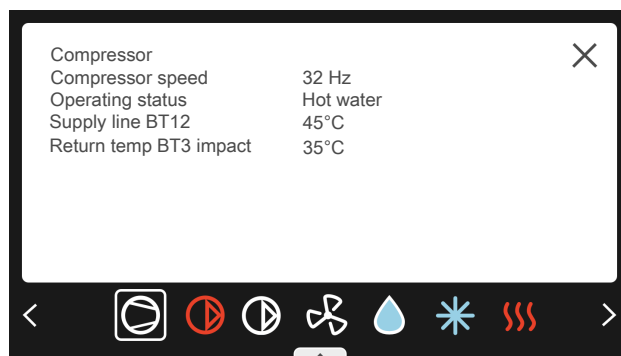 Compressor
Compressor speed 32 Hz
Operating status Hot water
Supply line BT12 45°C
Return temp BT3 impact 35°C